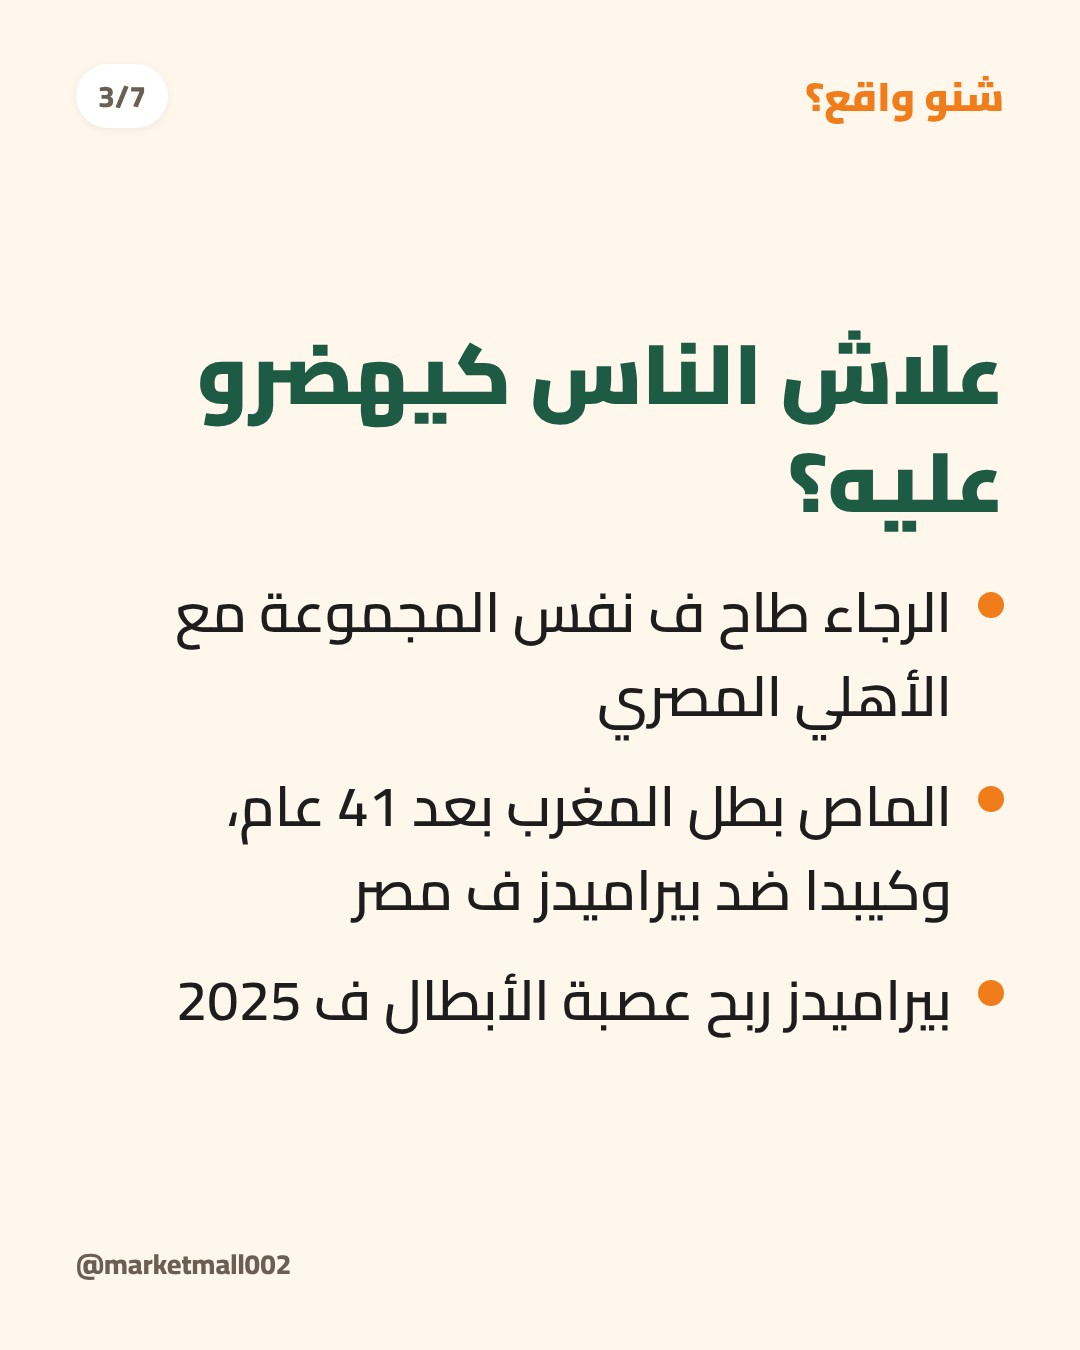 شنو واقع؟
3/7
علاش الناس كيهضرو
عليه؟
الرجاء طاح ف نفس المجموعة مع
الأهلي المصري
الماص بطل المغرب بعد 41 عام،
وكيبدا ضد بيراميدز ف مصر
بيراميدز ربح عصبة الأبطال ف 2025
@marketmall002